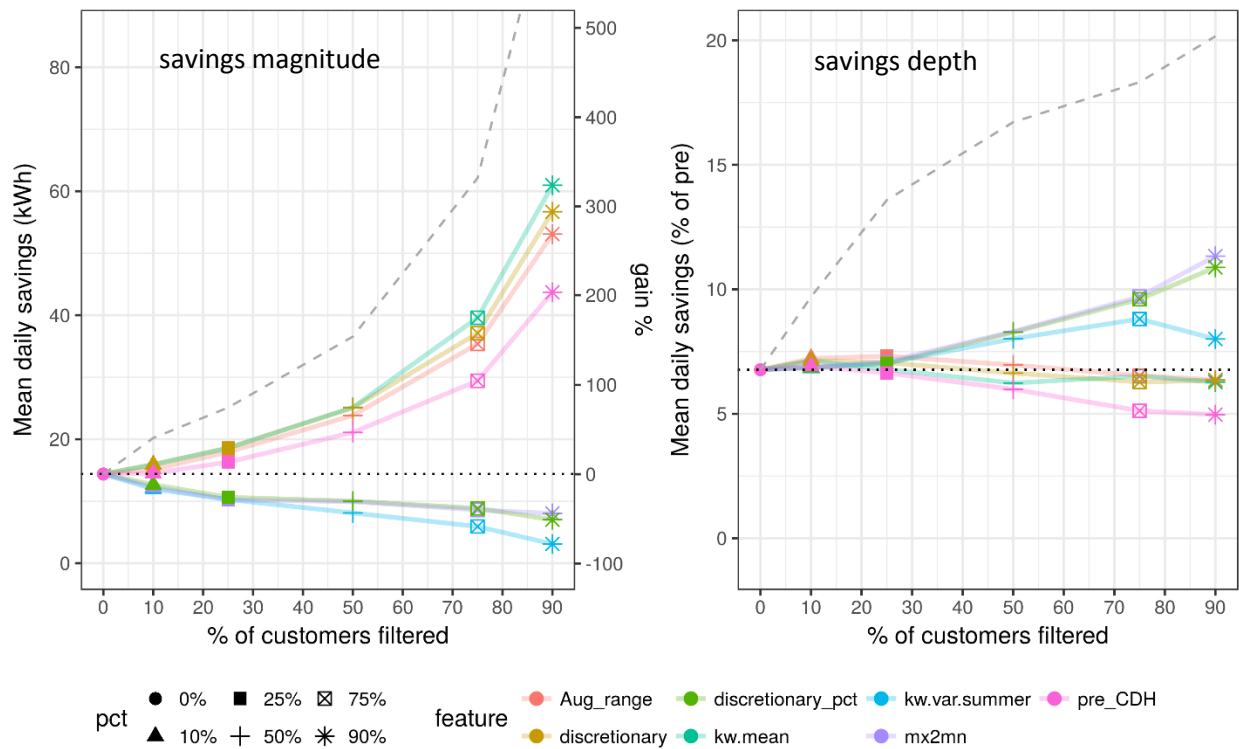 savings magnitude
Mean daily savings (kWh)
80
60
40
20
0
500
400
300
200
100
0
-100
gain %
0 10 20 30 40 50 60 70 80 90
% of customers filtered
savings depth
Mean daily savings (% of pre)
20
15
10
5
0
0 10 20 30 40 50 60 70 80 90
% of customers filtered
pct
0% 25% 75%
10% 50% 90%
feature
Aug_range discretionary_pct kw.var.summer pre_CDH
discretionary kw.mean mx2mn